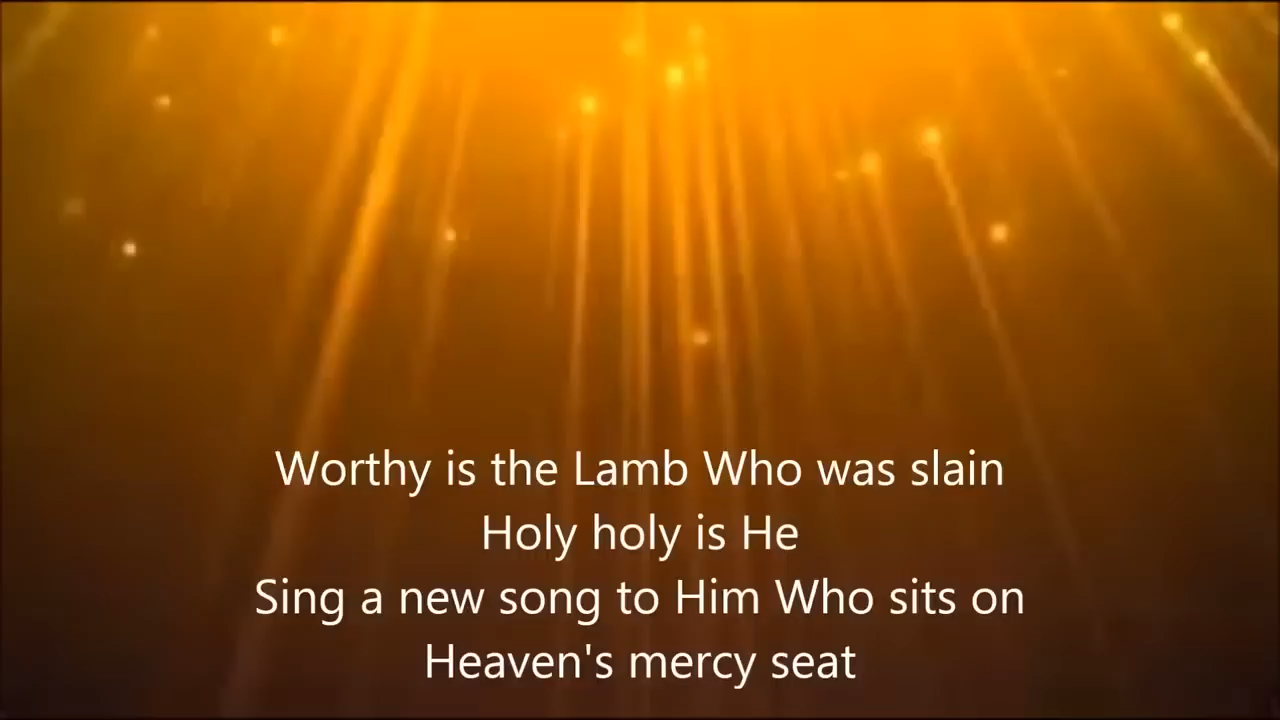 Worthy is the Lamb Who was slain
Holy holy is He
Sing a new song to Him Who sits on
Heaven's mercy seat